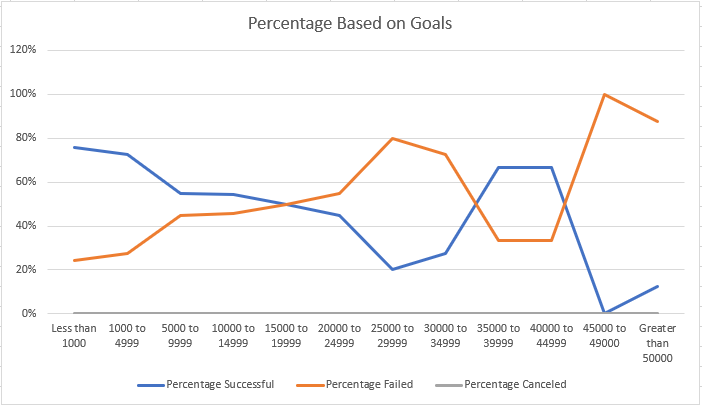 Percentage Based on Goals
120%
100%
80%
60%
40%
20%
0%
Less than 1000 to 5000 to 10000 to 15000 to 20000 to 25000 to 30000 to 35000 to 40000 to 45000 to Greater
1000 4999 9999 14999 19999 24999 29999 34999 39999 44999 49000 than
50000
Percentage Successful Percentage Failed Percentage Canceled